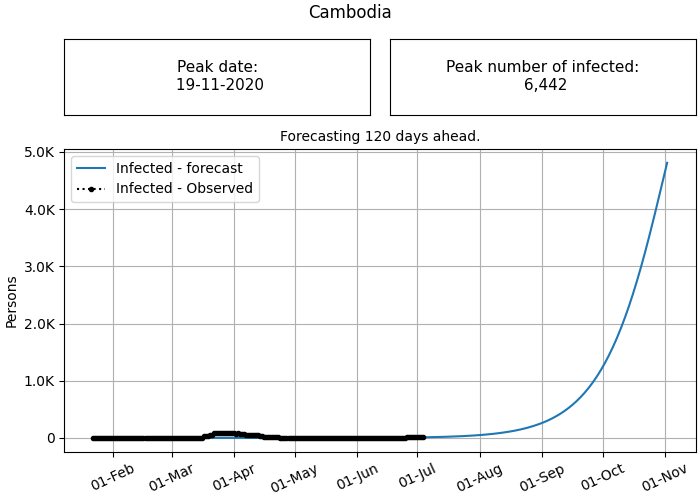 Cambodia
Peak date:
19-11-2020
Peak number of infected:
6,442
Forecasting 120 days ahead.
Infected - forecast
Infected - Observed
Persons
5.0K
4.0K
3.0K
2.0K
1.0K
0
01-Feb
01-Mar
01-Apr
01-May
01-Jun
01-Jul
01-Aug
01-Sep
01-Oct
01-Nov